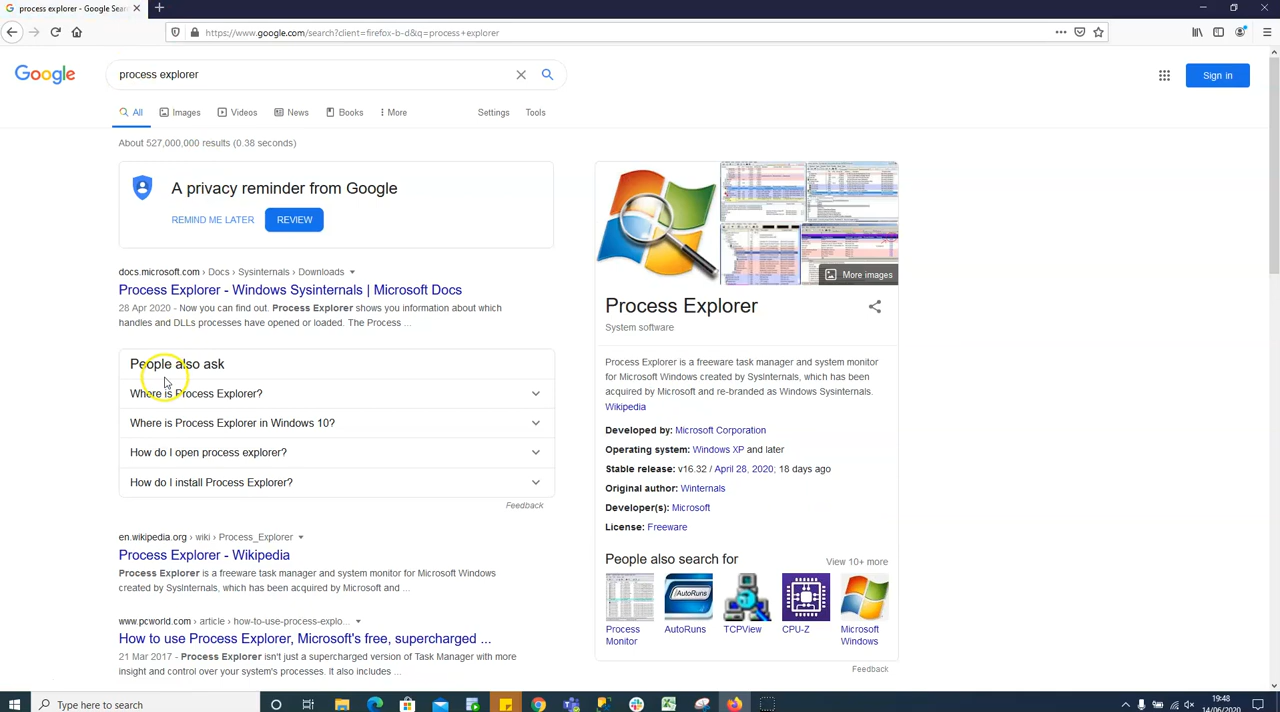 process explorer - Google Sear
https://www.google.com/search?client=firefox-b-d&q=process+explorer
Google
process explorer
Sign in
All Images Videos News Books More Settings Tools
About 527,000,000 results (0.38 seconds)
A privacy reminder from Google
REMIND ME LATER REVIEW
docs.microsoft.com › Docs › Sysinternals › Downloads
Process Explorer - Windows Sysinternals | Microsoft Docs
28 Apr 2020 - Now you can find out. Process Explorer shows you information about which
handles and DLLs processes have opened or loaded. The Process ...
People also ask
Where is Process Explorer?
Where is Process Explorer in Windows 10?
How do I open process explorer?
How do I install Process Explorer?
Feedback
en.wikipedia.org › wiki › Process_Explorer
Process Explorer - Wikipedia
Process Explorer is a freeware task manager and system monitor for Microsoft Windows
created by SysInternals, which has been acquired by Microsoft and ...
www.pcworld.com › article › how-to-use-process-explo...
How to use Process Explorer, Microsoft's free, supercharged ...
21 Mar 2017 - Process Explorer isn't just a supercharged version of Task Manager with more
insight and control over your system's processes. It also includes ...
More images
Process Explorer
System software
Process Explorer is a freeware task manager and system monitor
for Microsoft Windows created by SysInternals, which has been
acquired by Microsoft and re-branded as Windows Sysinternals.
Wikipedia
Developed by: Microsoft Corporation
Operating system: Windows XP and later
Stable release: v16.32 / April 28, 2020; 18 days ago
Original author: Winternals
Developer(s): Microsoft
License: Freeware
People also search for
View 10+ more
AutoRuns
Process
Monitor
AutoRuns
TCPView
CPU-Z
Microsoft
Windows
Feedback
Type here to search
19:48
14/06/2020